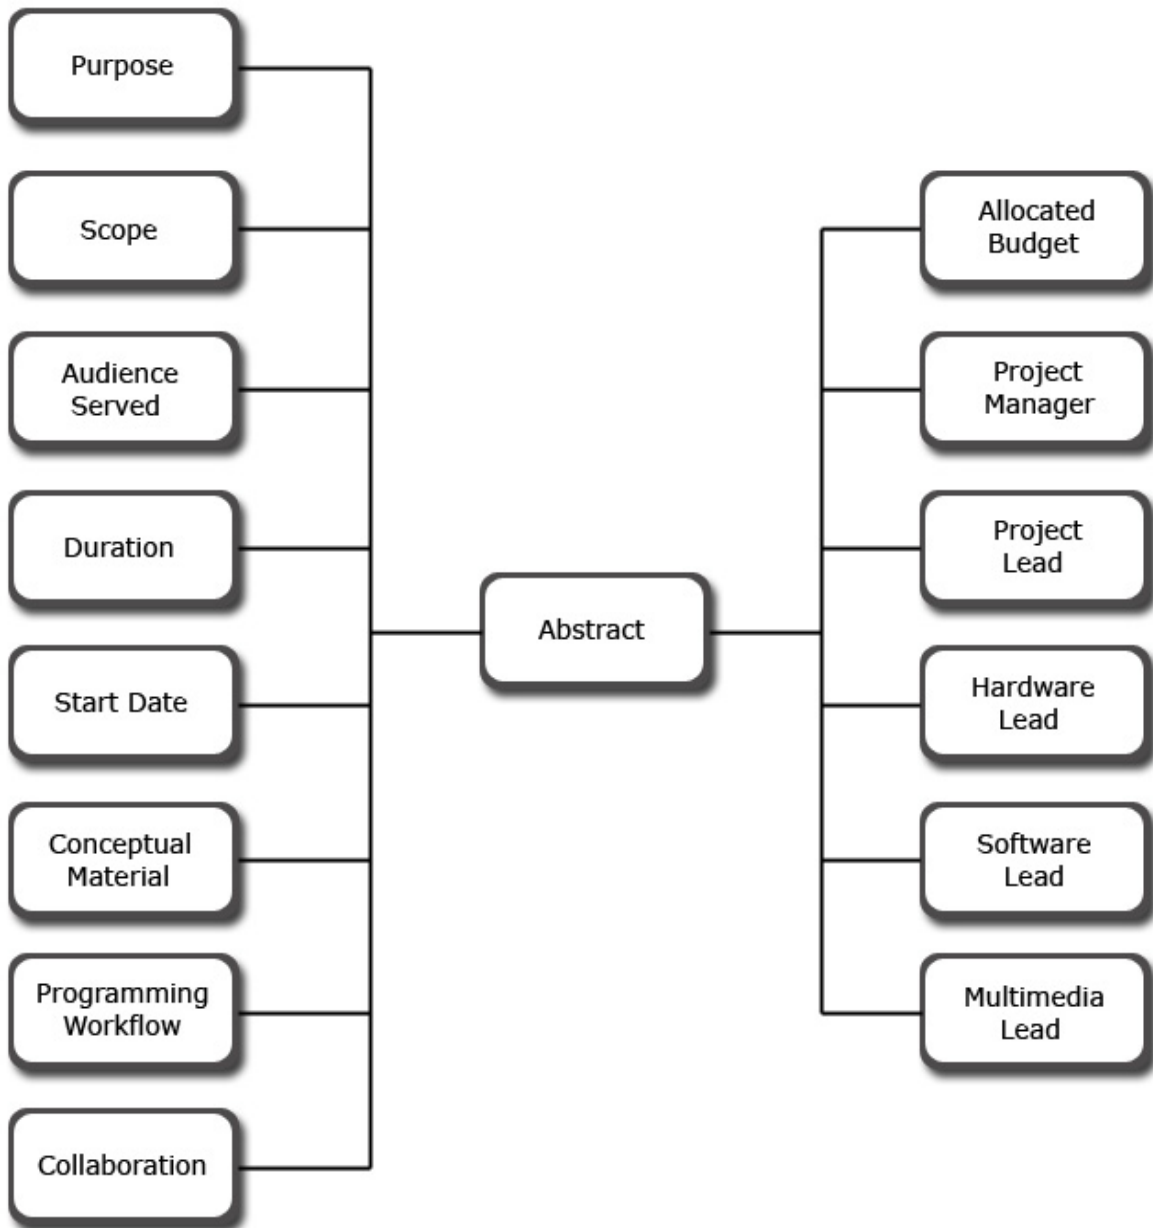 Purpose
Scope
Audience
Served
Duration
Start Date
Conceptual
Material
Programming
Workflow
Collaboration
Abstract
Allocated
Budget
Project
Manager
Project
Lead
Hardware
Lead
Software
Lead
Multimedia
Lead